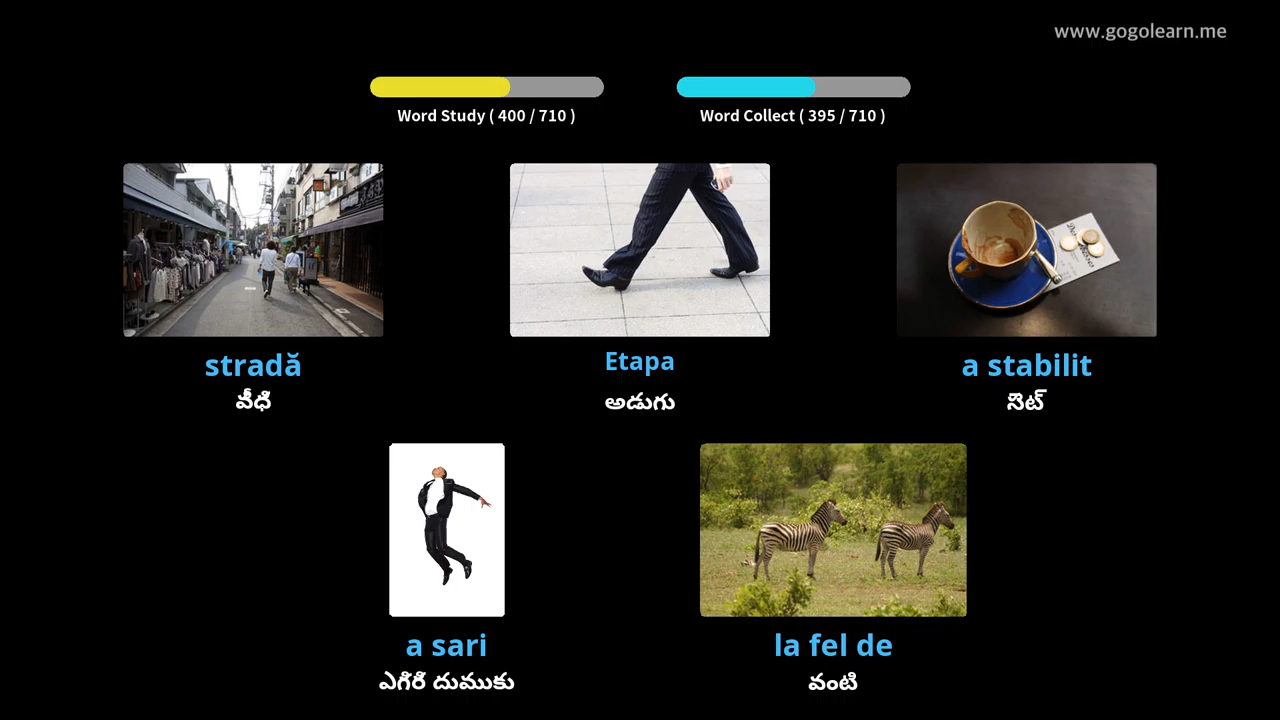 www.gogolearn.me
Word Study ( 400 / 710 )
Word Collect ( 395 / 710 )
stradă
వీధి
Etapa
అడుగు
a stabilit
సెట్
a sari
ఎగిరి దుముకు
la fel de
వంటి